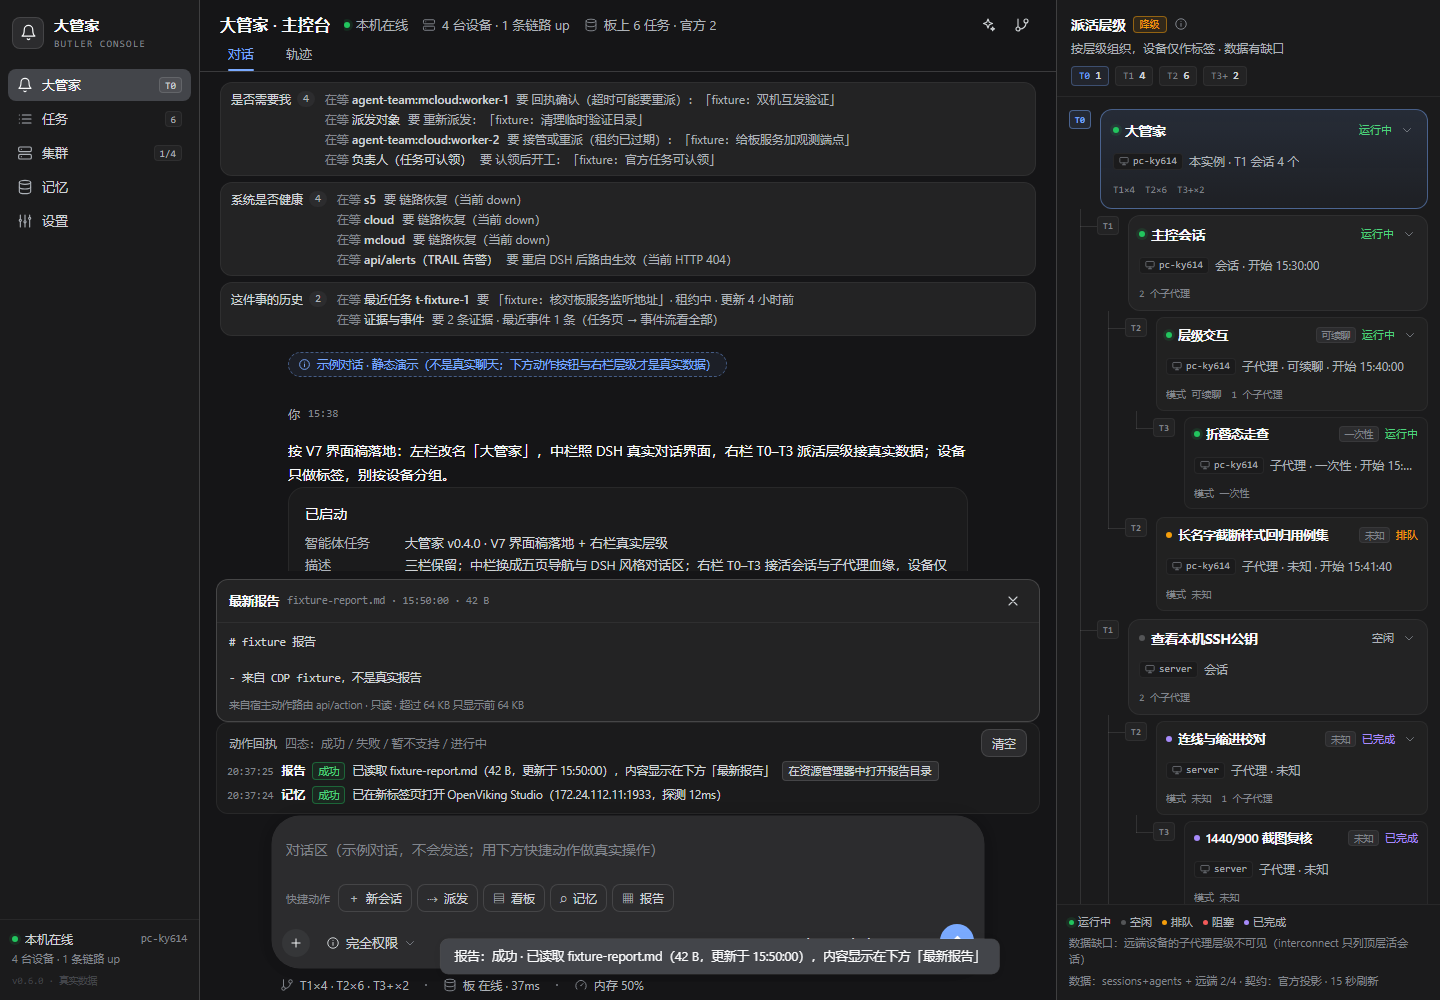 大管家
BUTLER CONSOLE
大管家 T0
任务 6
集群 1/4
记忆
设置
本机在线 pc-ky614
4 台设备 · 1 条链路 up
v0.6.0 · 真实数据
大管家 · 主控台 本机在线 4 台设备 · 1 条链路 up 板上 6 任务 · 官方 2
对话 轨迹
是否需要我 4 在等 agent-team:mcloud:worker-1 要 回执确认（超时可能要重派）：「fixture：双机互发验证」
在等 派发对象 要 重新派发：「fixture：清理临时验证目录」
在等 agent-team:cloud:worker-2 要 接管或重派（租约已过期）：「fixture：给板服务加观测端点」
在等 负责人（任务可认领） 要 认领后开工：「fixture：官方任务可认领」
系统是否健康 4 在等 s5 要 链路恢复（当前 down）
在等 cloud 要 链路恢复（当前 down）
在等 mcloud 要 链路恢复（当前 down）
在等 api/alerts（TRAIL 告警） 要 重启 DSH 后路由生效（当前 HTTP 404）
这件事的历史 2 在等 最近任务 t-fixture-1 要 「fixture：核对板服务监听地址」· 租约中 · 更新 4 小时前
在等 证据与事件 要 2 条证据 · 最近事件 1 条（任务页 → 事件流看全部）
示例对话 · 静态演示（不是真实聊天；下方动作按钮与右栏层级才是真实数据）
你 15:38
按 V7 界面稿落地：左栏改名「大管家」，中栏照 DSH 真实对话界面，右栏 T0–T3 派活层级接真实数据；设备
只做标签，别按设备分组。
已启动
智能体任务 大管家 v0.4.0 · V7 界面稿落地 + 右栏真实层级
描述 三栏保留；中栏换成五页导航与 DSH 风格对话区；右栏 T0–T3 接活会话与子代理血缘，设备仅
最新报告 fixture-report.md · 15:50:00 · 42 B
# fixture 报告
- 来自 CDP fixture，不是真实报告
来自宿主动作路由 api/action · 只读 · 超过 64 KB 只显示前 64 KB
动作回执 四态：成功 / 失败 / 暂不支持 / 进行中 清空
20:37:25 报告 成功 已读取 fixture-report.md（42 B，更新于 15:50:00），内容显示在下方「最新报告」 在资源管理器中打开报告目录
20:37:24 记忆 成功 已在新标签页打开 OpenViking Studio（172.24.112.11:1933，探测 12ms）
对话区（示例对话，不会发送；用下方快捷动作做真实操作）
快捷动作 新会话 派发 看板 记忆 报告
完全权限
报告：成功 · 已读取 fixture-report.md（42 B，更新于 15:50:00），内容显示在下方「最新报告」
T1×4 · T2×6 · T3+×2 · 板 在线 · 37ms · 内存 50%
派活层级 降级
按层级组织，设备仅作标签 · 数据有缺口
T0 1 T1 4 T2 6 T3+ 2
T0 大管家 运行中
pc-ky614 本实例 · T1 会话 4 个
T1×4 T2×6 T3+×2
T1 主控会话 运行中
pc-ky614 会话 · 开始 15:30:00
2 个子代理
T2 层级交互 可续聊 运行中
pc-ky614 子代理 · 可续聊 · 开始 15:40:00
模式 可续聊 1 个子代理
T3 折叠态走查 一次性 运行中
pc-ky614 子代理 · 一次性 · 开始 15:...
模式 一次性
T2 长名字截断样式回归用例集 未知 排队
pc-ky614 子代理 · 未知 · 开始 15:41:40
模式 未知
T1 查看本机SSH公钥 空闲
server 会话
2 个子代理
T2 连线与缩进校对 未知 已完成
server 子代理 · 未知
模式 未知 1 个子代理
T3 1440/900 截图复核 未知 已完成
server 子代理 · 未知
模式 未知
运行中 空闲 排队 阻塞 已完成
数据缺口：远端设备的子代理层级不可见（interconnect 只列顶层活会
话）
数据：sessions+agents + 远端 2/4 · 契约：官方投影 · 15 秒刷新